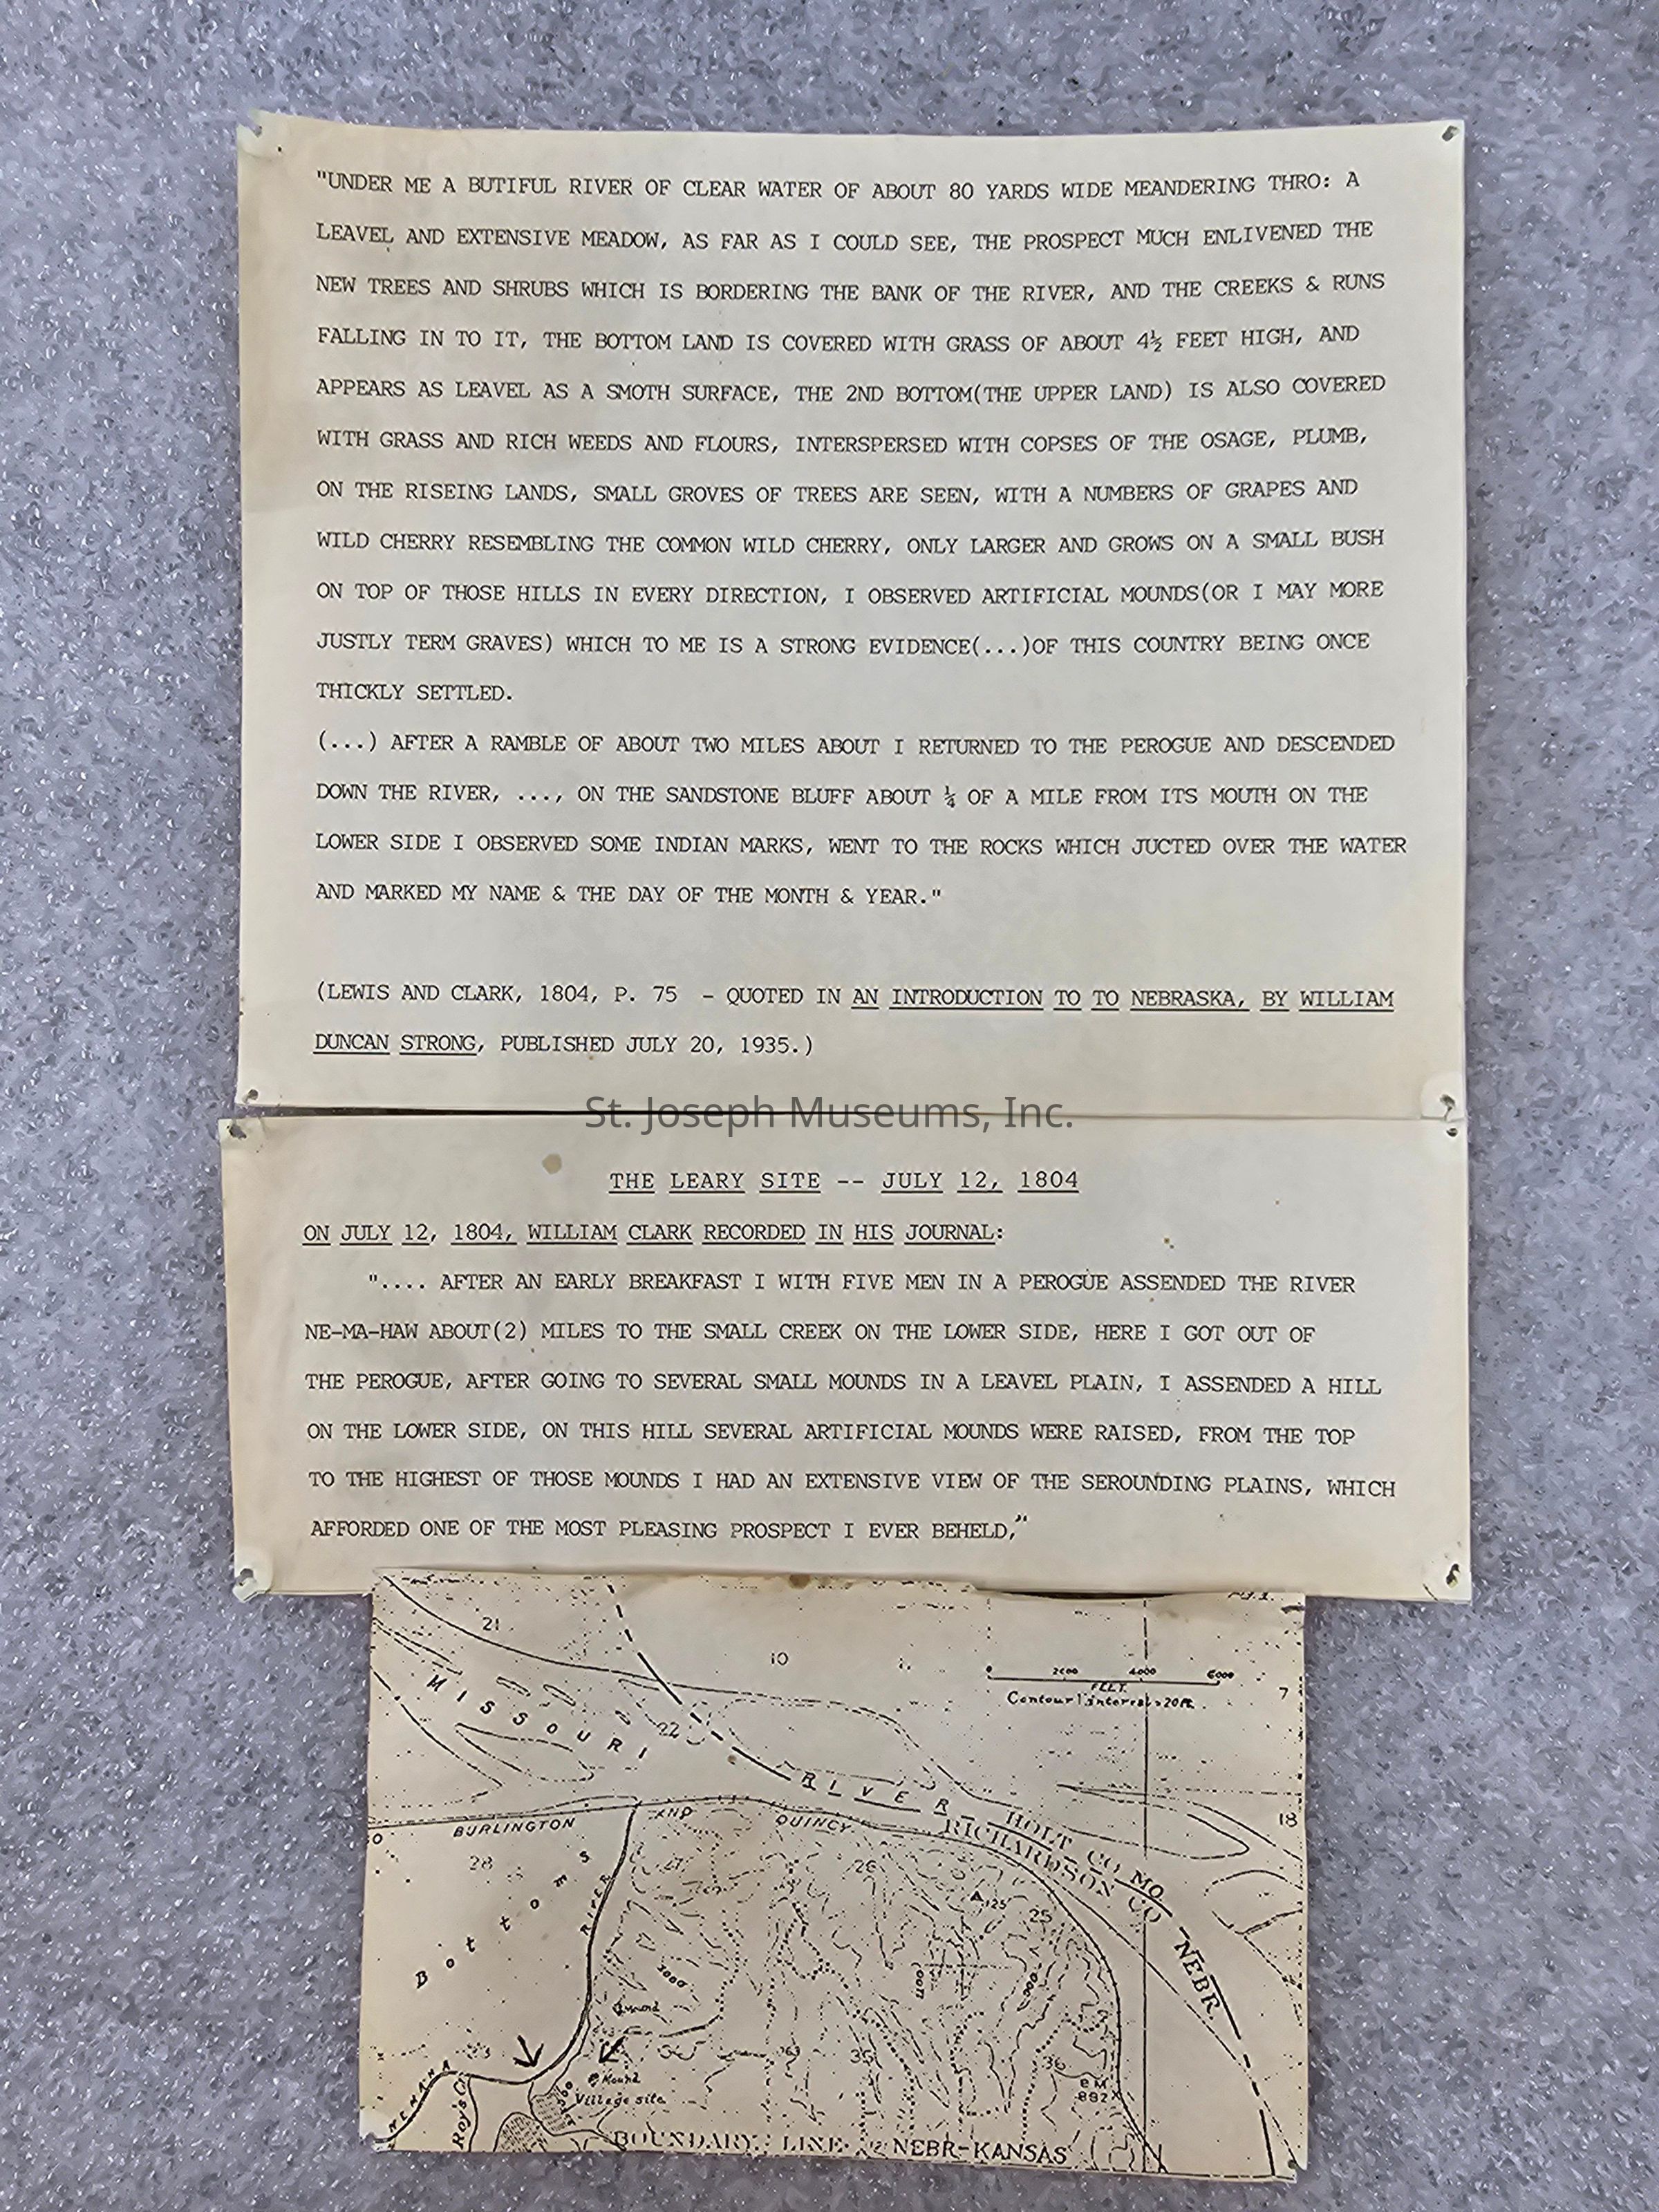 "UNDER ME A BUTIFUL RIVER OF CLEAR WATER OF ABOUT 80 YARDS WIDE MEANDERING THRO: A
LEAVEL AND EXTENSIVE MEADOW, AS FAR AS I COULD SEE, THE PROSPECT MUCH ENLIVENED THE
NEW TREES AND SHRUBS WHICH IS BORDERING THE BANK OF THE RIVER, AND THE CREEKS & RUNS
FALLING IN TO IT, THE BOTTOM LAND IS COVERED WITH GRASS OF ABOUT 4½ FEET HIGH, AND
APPEARS AS LEAVEL AS A SMOTH SURFACE, THE 2ND BOTTOM(THE UPPER LAND) IS ALSO COVERED
WITH GRASS AND RICH WEEDS AND FLOURS, INTERSPERSED WITH COPSES OF THE OSAGE, PLUMB,
ON THE RISEING LANDS, SMALL GROVES OF TREES ARE SEEN, WITH A NUMBERS OF GRAPES AND
WILD CHERRY RESEMBLING THE COMMON WILD CHERRY, ONLY LARGER AND GROWS ON A SMALL BUSH
ON TOP OF THOSE HILLS IN EVERY DIRECTION, I OBSERVED ARTIFICIAL MOUNDS(OR I MAY MORE
JUSTLY TERM GRAVES) WHICH TO ME IS A STRONG EVIDENCE(...)OF THIS COUNTRY BEING ONCE
THICKLY SETTLED.
(...) AFTER A RAMBLE OF ABOUT TWO MILES ABOUT I RETURNED TO THE PEROGUE AND DESCENDED
DOWN THE RIVER, ..., ON THE SANDSTONE BLUFF ABOUT ¼ OF A MILE FROM ITS MOUTH ON THE
LOWER SIDE I OBSERVED SOME INDIAN MARKS, WENT TO THE ROCKS WHICH JUCTED OVER THE WATER
AND MARKED MY NAME & THE DAY OF THE MONTH & YEAR."
(LEWIS AND CLARK, 1804, P. 75 - QUOTED IN AN INTRODUCTION TO TO NEBRASKA, BY WILLIAM
DUNCAN STRONG, PUBLISHED JULY 20, 1935.)
St. Joseph Museums, Inc.
THE LEARY SITE -- JULY 12, 1804
ON JULY 12, 1804, WILLIAM CLARK RECORDED IN HIS JOURNAL:
".... AFTER AN EARLY BREAKFAST I WITH FIVE MEN IN A PEROGUE ASSENDED THE RIVER
NE-MA-HAW ABOUT(2) MILES TO THE SMALL CREEK ON THE LOWER SIDE, HERE I GOT OUT OF
THE PEROGUE, AFTER GOING TO SEVERAL SMALL MOUNDS IN A LEAVEL PLAIN, I ASSENDED A HILL
ON THE LOWER SIDE, ON THIS HILL SEVERAL ARTIFICIAL MOUNDS WERE RAISED, FROM THE TOP
TO THE HIGHEST OF THOSE MOUNDS I HAD AN EXTENSIVE VIEW OF THE SEROUNDING PLAINS, WHICH
AFFORDED ONE OF THE MOST PLEASING PROSPECT I EVER BEHELD,"
21
10
0 2000 4000 6000
FEET
7
MISSOURI
22
RIVER
HOLT CO. MO.
18
RICHARDSON CO. NEBR.
BURLINGTON AND QUINCY
28
27
26
25
Bottoms
RIVER
1000
Mound
35
36
NEMAHA
Roy's C
Mound
Village site
B M
882
BOUNDARY LINE NEBR-KANSAS